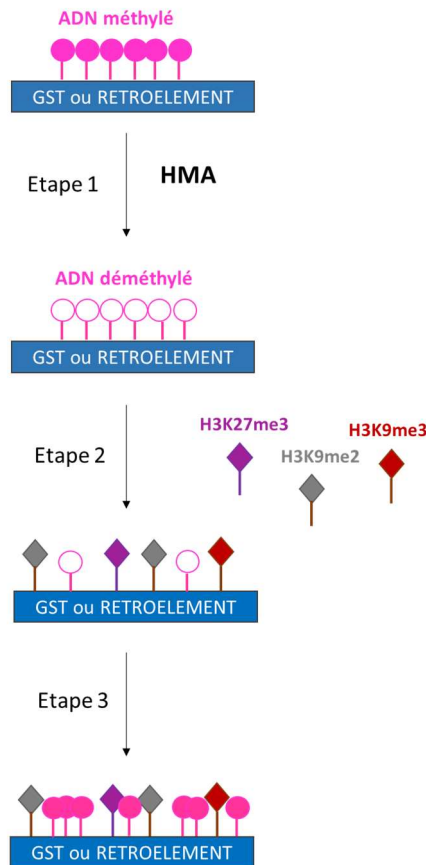 ADN méthylé
GST ou RETROELEMENT
Etape 1
HMA
ADN déméthylé
GST ou RETROELEMENT
Etape 2
H3K27me3
H3K9me2
H3K9me3
GST ou RETROELEMENT
Etape 3
GST ou RETROELEMENT